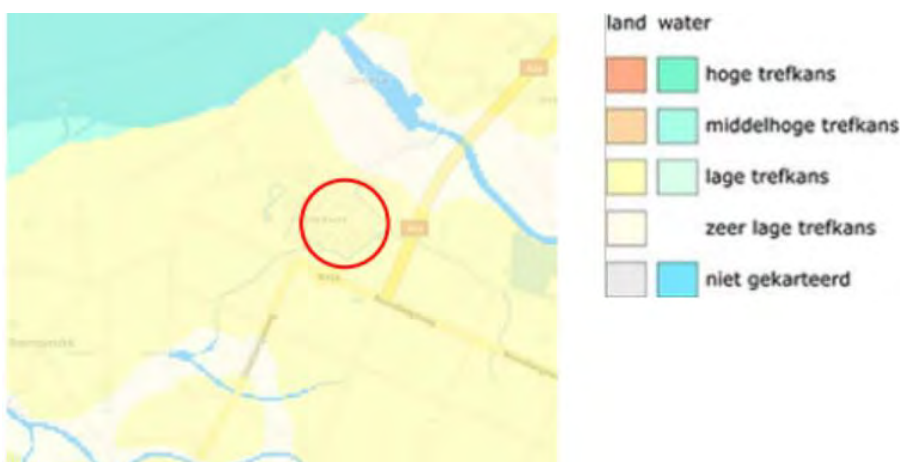 land water
hoge trefkans
middelhoge trefkans
lage trefkans
zeer lage trefkans
niet gekarteerd